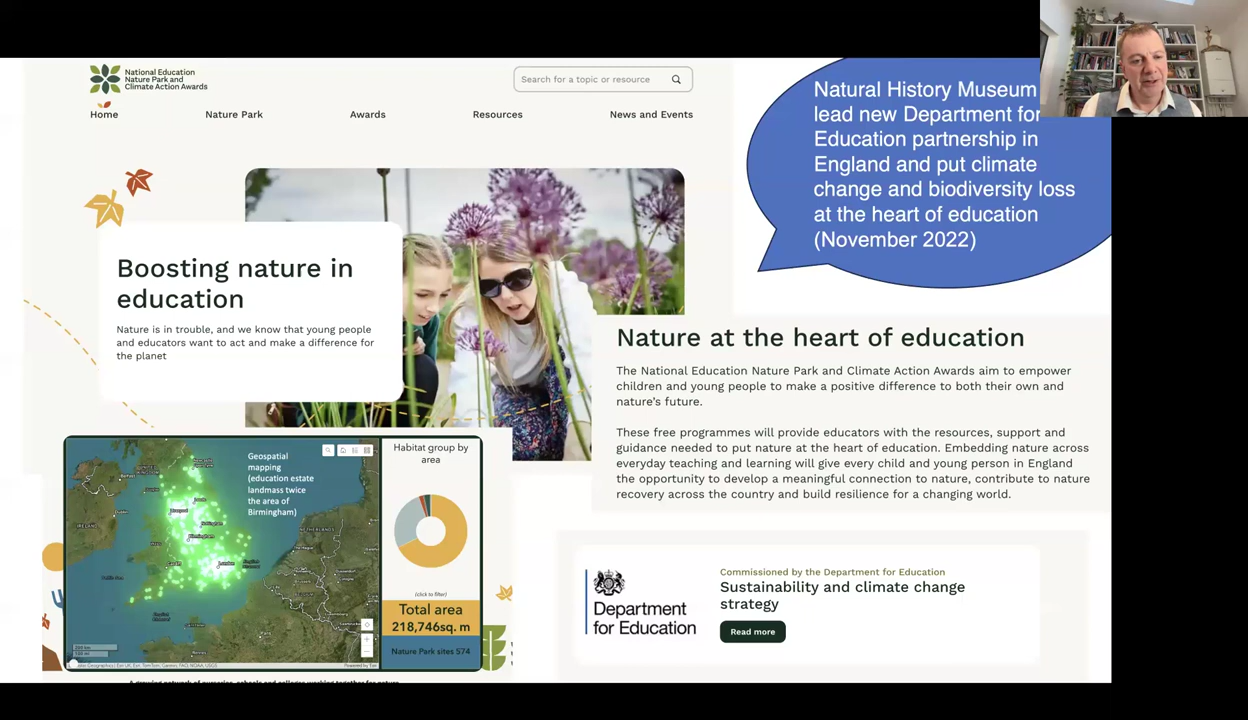 National Education
Nature Park and
Climate Action Awards
Search for a topic or resource
Home
Nature Park
Awards
Resources
News and Events
Natural History Museum
lead new Department for
Education partnership in
England and put climate
change and biodiversity loss
at the heart of education
(November 2022)
Boosting nature in
education
Nature is in trouble, and we know that young people
and educators want to act and make a difference for
the planet
Nature at the heart of education
The National Education Nature Park and Climate Action Awards aim to empower
children and young people to make a positive difference to both their own and
nature's future.
These free programmes will provide educators with the resources, support and
guidance needed to put nature at the heart of education. Embedding nature across
everyday teaching and learning will give every child and young person in England
the opportunity to develop a meaningful connection to nature, contribute to nature
recovery across the country and build resilience for a changing world.
Geospatial
mapping
(education estate
landmass twice
the area of
Birmingham)
NETHERLANDS
IRELAND
Birmingham
London
Paris
Habitat group by
area
(click to filter)
Total area
218,746sq. m
Nature Park sites 574
Department
for Education
Commissioned by the Department for Education
Sustainability and climate change
strategy
Read more